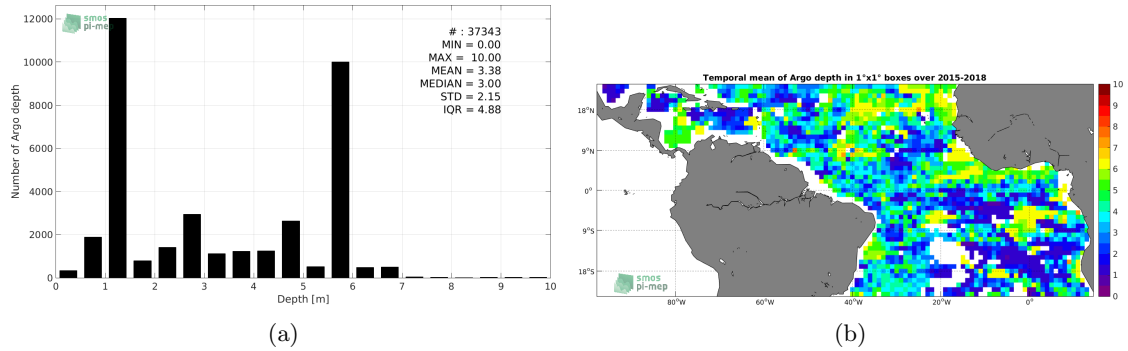 smos
pi-mep
# : 37343
MIN = 0.00
MAX = 10.00
MEAN = 3.38
MEDIAN = 3.00
STD = 2.15
IQR = 4.88
Number of Argo depth
12000
10000
8000
6000
4000
2000
0
0 1 2 3 4 5 6 7 8 9 10
Depth [m]
(a)
Temporal mean of Argo depth in 1°x1° boxes over 2015-2018
18°N
9°N
0°
9°S
18°S
80°W 60°W 40°W 20°W 0°
smos
pi-mep
10
9
8
7
6
5
4
3
2
1
0
(b)